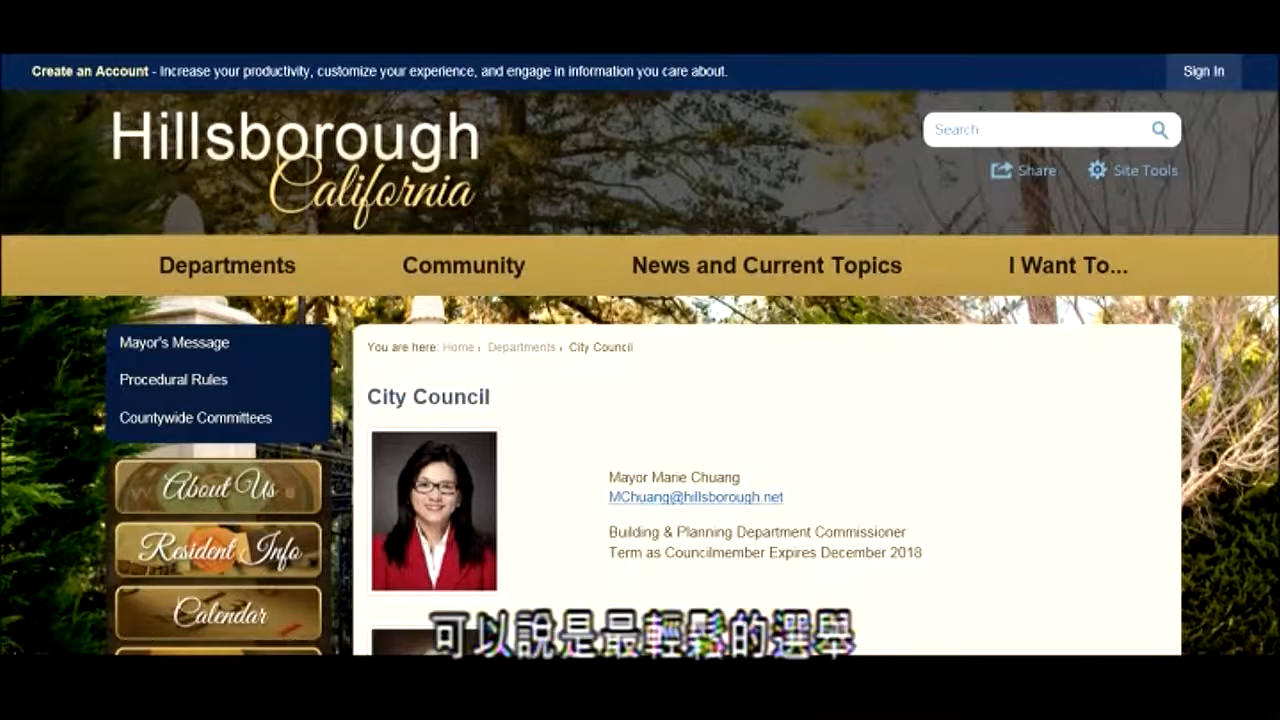 Create an Account - Increase your productivity, customize your experience, and engage in information you care about.
Sign In
Hillsborough
California
Search
Share
Site Tools
Departments
Community
News and Current Topics
I Want To...
Mayor's Message
Procedural Rules
Countywide Committees
About Us
Resident Info
Calendar
You are here: Home › Departments › City Council
City Council
Mayor Marie Chuang
MChuang@hillsborough.net
Building & Planning Department Commissioner
Term as Councilmember Expires December 2018
可以說是最輕鬆的選舉